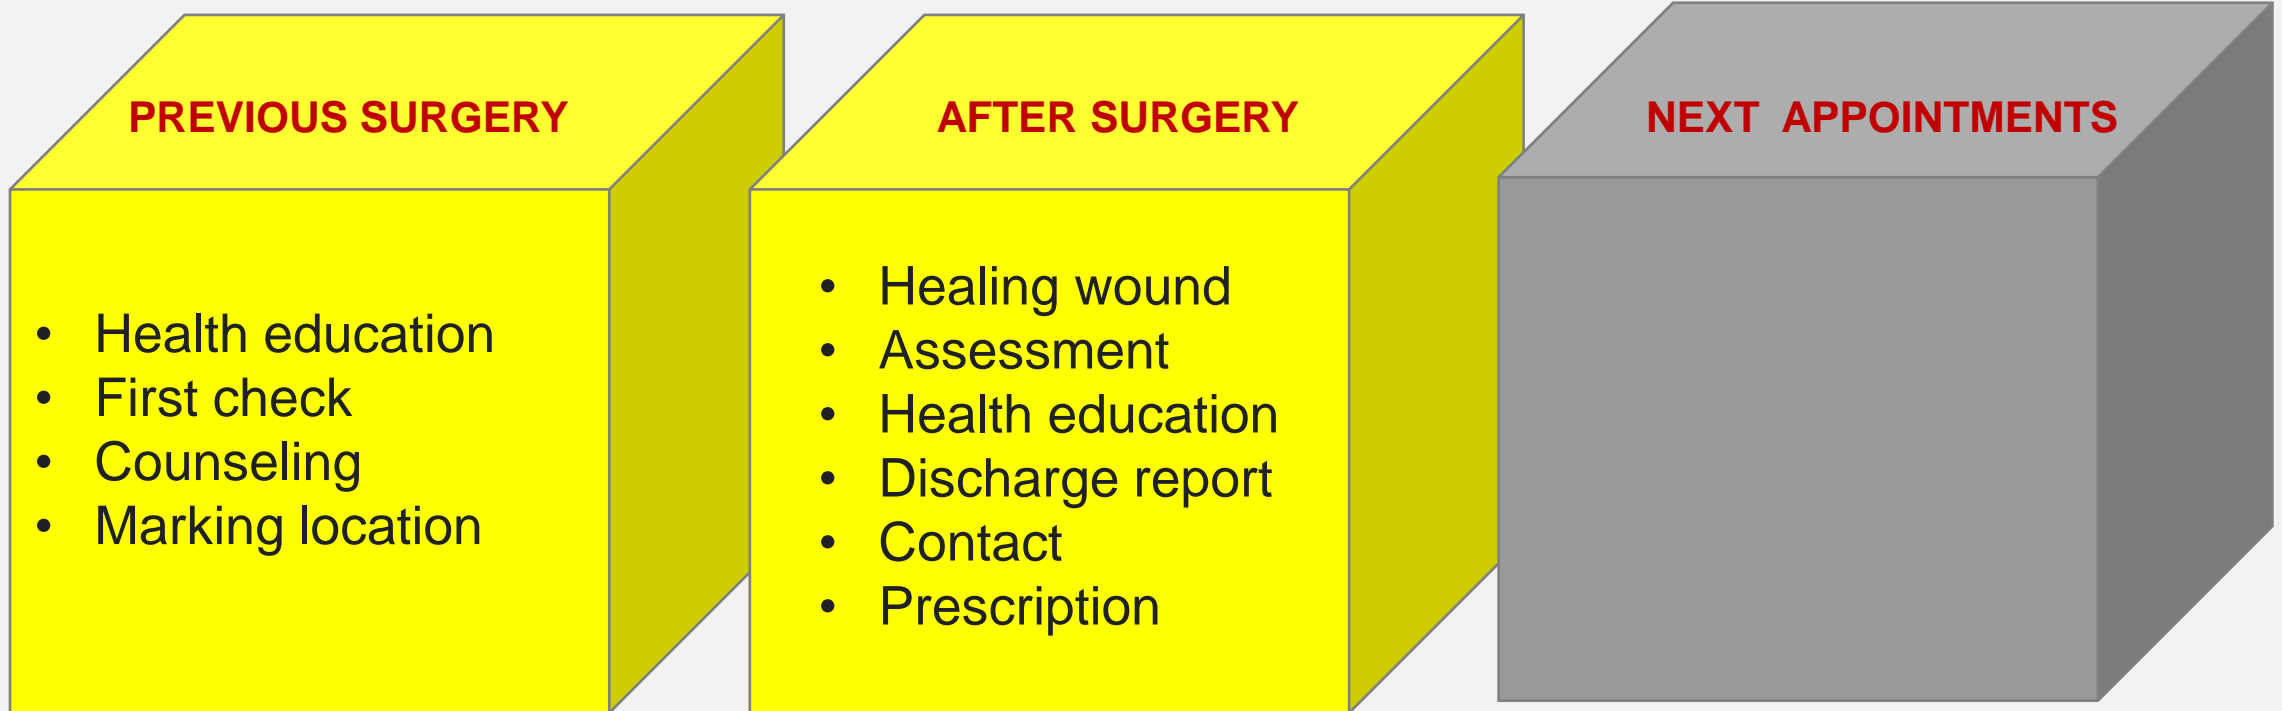 PREVIOUS SURGERY
• Health education
• First check
• Counseling
• Marking location
AFTER SURGERY
• Healing wound
• Assessment
• Health education
• Discharge report
• Contact
• Prescription
NEXT  APPOINTMENTS